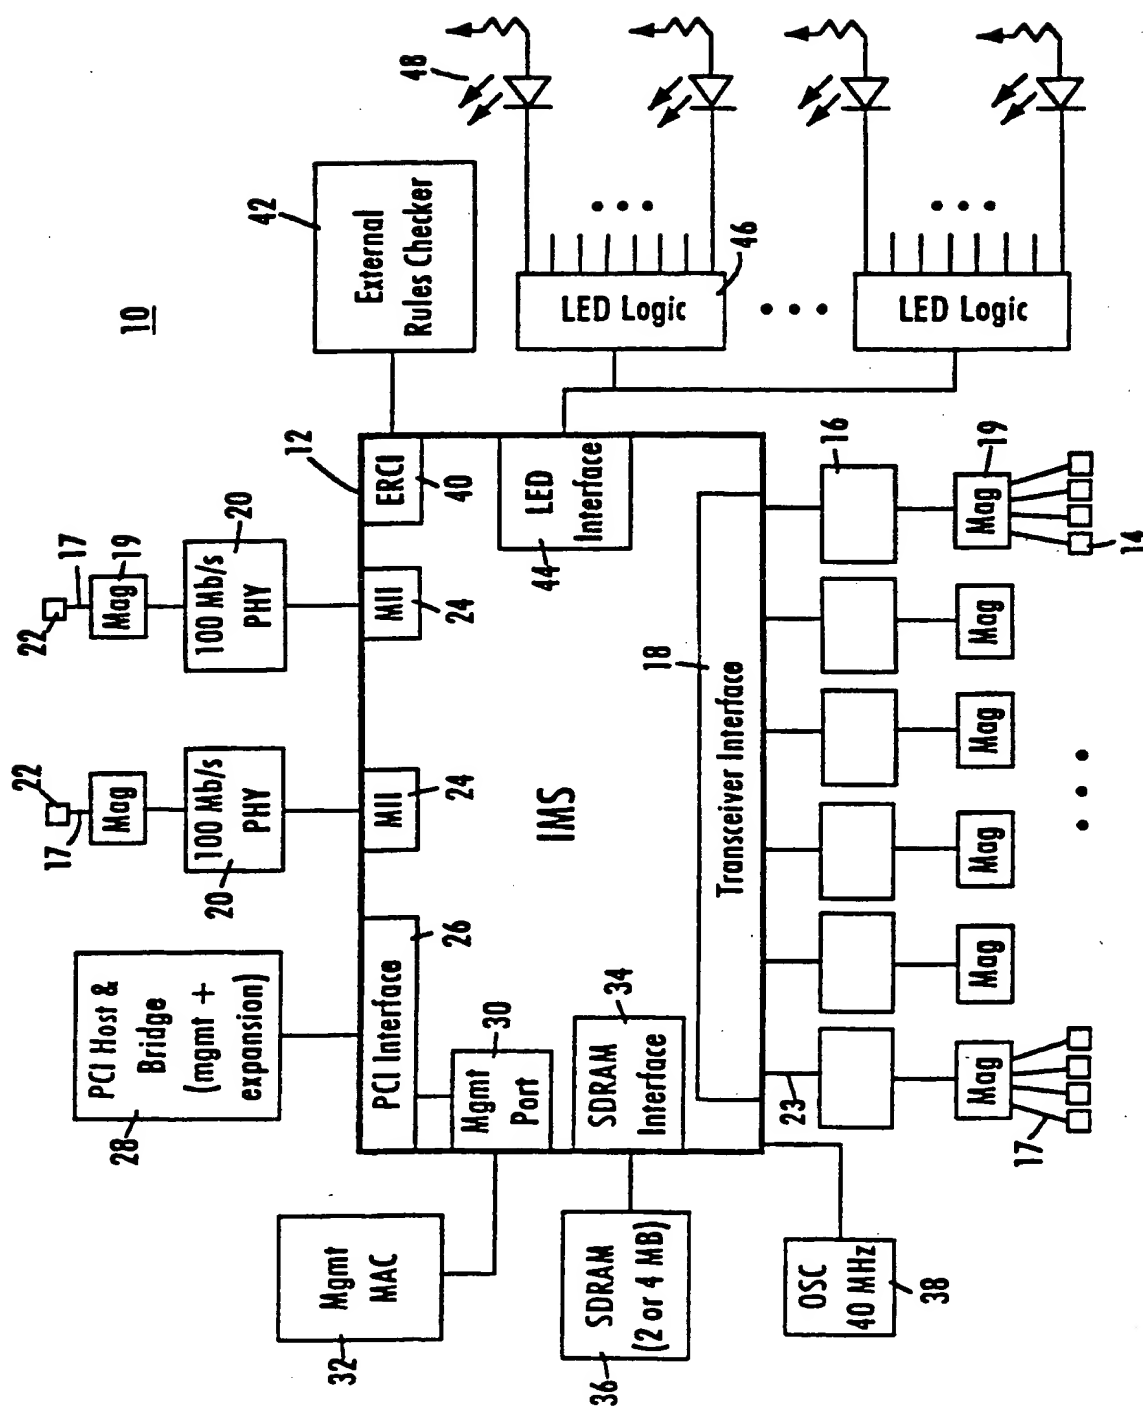 10
28
PCI Host &
Bridge
(mgmt +
expansion)
22
17
Mag
20
100 Mb/s
PHY
22
17
Mag
19
100 Mb/s
PHY
20
12
42
External
Rules Checker
32
Mgmt
MAC
PCI Interface
26
MII
24
MII
24
ERCI
40
Mgmt
Port
30
IMS
LED
Interface
44
36
SDRAM
(2 or 4 MB)
SDRAM
Interface
34
Transceiver Interface
18
LED Logic
46
LED Logic
48
OSC
40 MHz
38
23
16
Mag
Mag
Mag
Mag
Mag
Mag
19
17
14